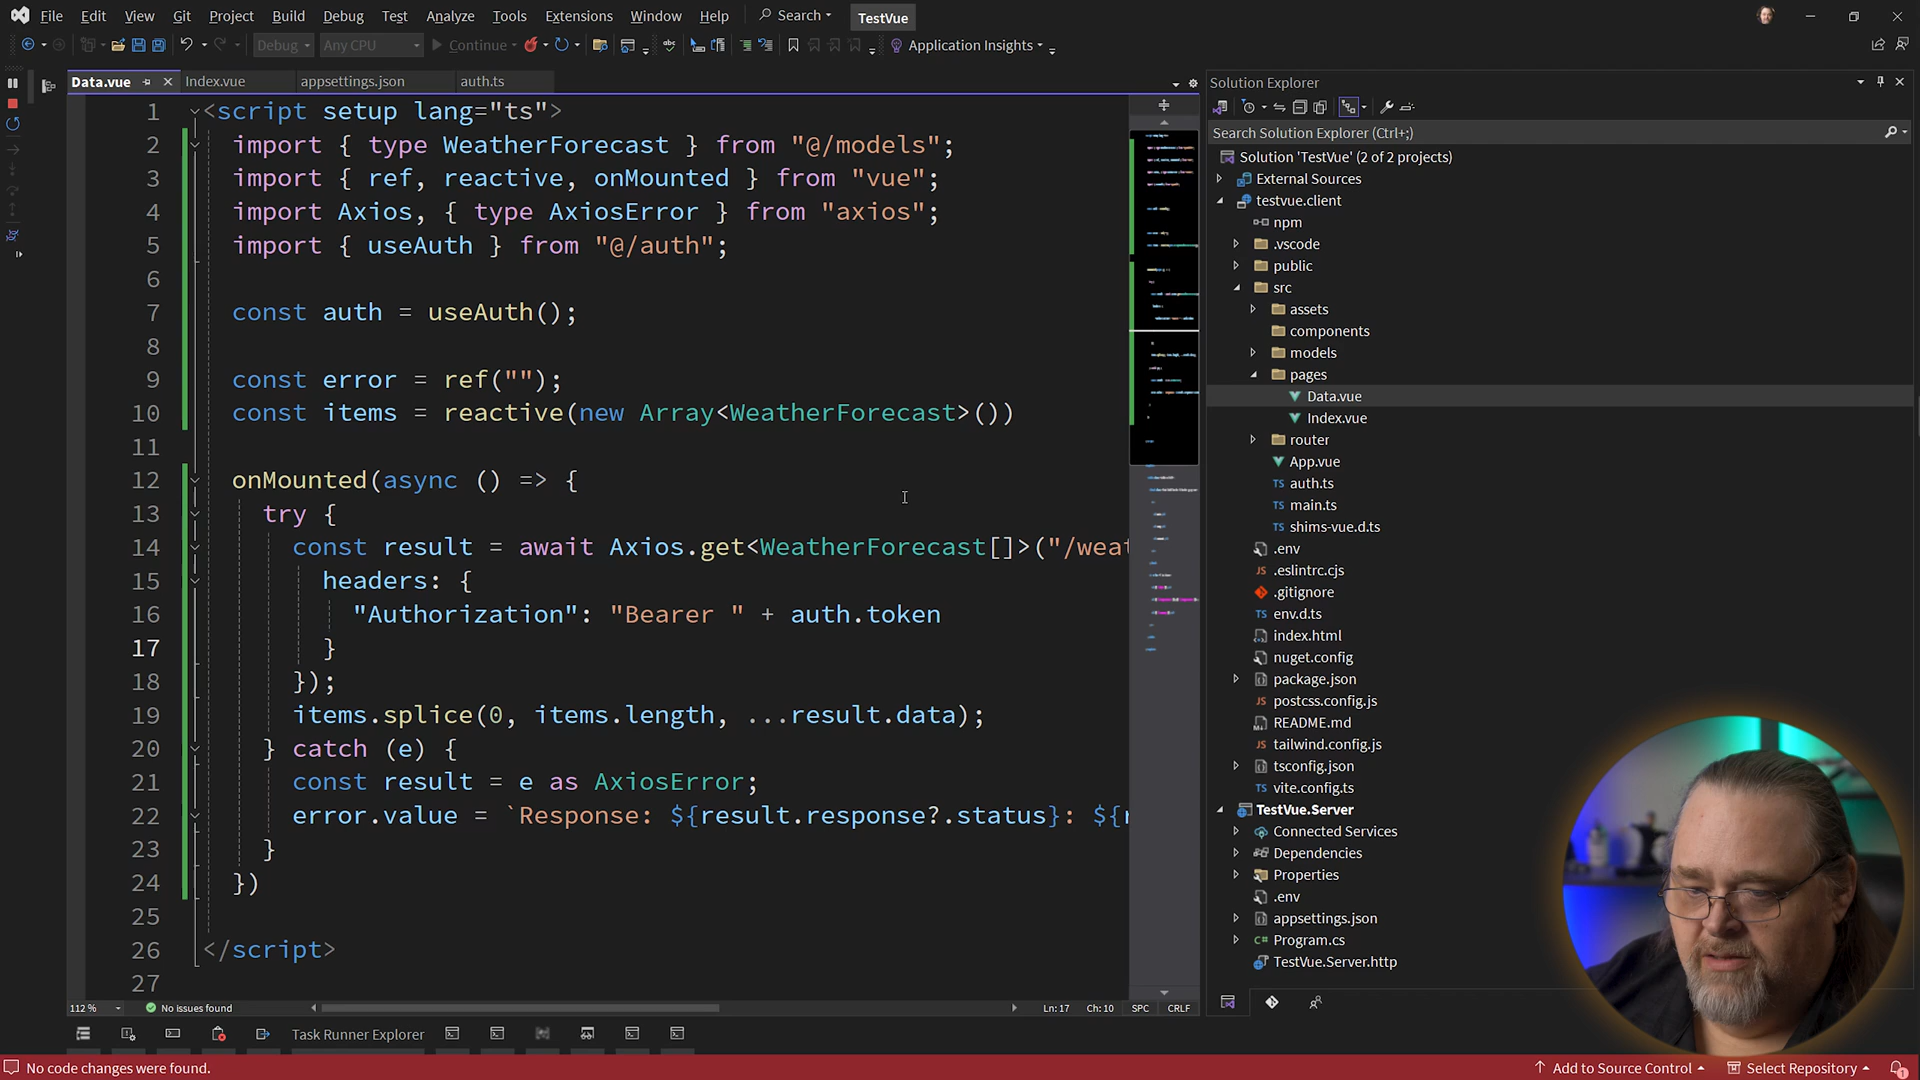 File Edit View Git Project Build Debug Test Analyze Tools Extensions Window Help Search TestVue
Debug Any CPU Continue Application Insights
Data.vue Index.vue appsettings.json auth.ts
1 <script setup lang="ts">
2 import { type WeatherForecast } from "@/models";
3 import { ref, reactive, onMounted } from "vue";
4 import Axios, { type AxiosError } from "axios";
5 import { useAuth } from "@/auth";
6
7 const auth = useAuth();
8
9 const error = ref("");
10 const items = reactive(new Array<WeatherForecast>())
11
12 onMounted(async () => {
13 try {
14 const result = await Axios.get<WeatherForecast[]>("/weat
15 headers: {
16 "Authorization": "Bearer " + auth.token
17 }
18 });
19 items.splice(0, items.length, ...result.data);
20 } catch (e) {
21 const result = e as AxiosError;
22 error.value = `Response: ${result.response?.status}: ${r
23 }
24 })
25
26 </script>
27
112 % No issues found Ln:17 Ch:10 SPC CRLF
Task Runner Explorer
No code changes were found. Add to Source Control Select Repository 1
Solution Explorer
Search Solution Explorer (Ctrl+;)
Solution 'TestVue' (2 of 2 projects)
External Sources
testvue.client
npm
.vscode
public
src
assets
components
models
pages
Data.vue
Index.vue
router
App.vue
TS auth.ts
TS main.ts
TS shims-vue.d.ts
.env
.eslintrc.cjs
.gitignore
TS env.d.ts
index.html
nuget.config
package.json
postcss.config.js
README.md
tailwind.config.js
tsconfig.json
TS vite.config.ts
TestVue.Server
Connected Services
Dependencies
Properties
.env
appsettings.json
Program.cs
TestVue.Server.http